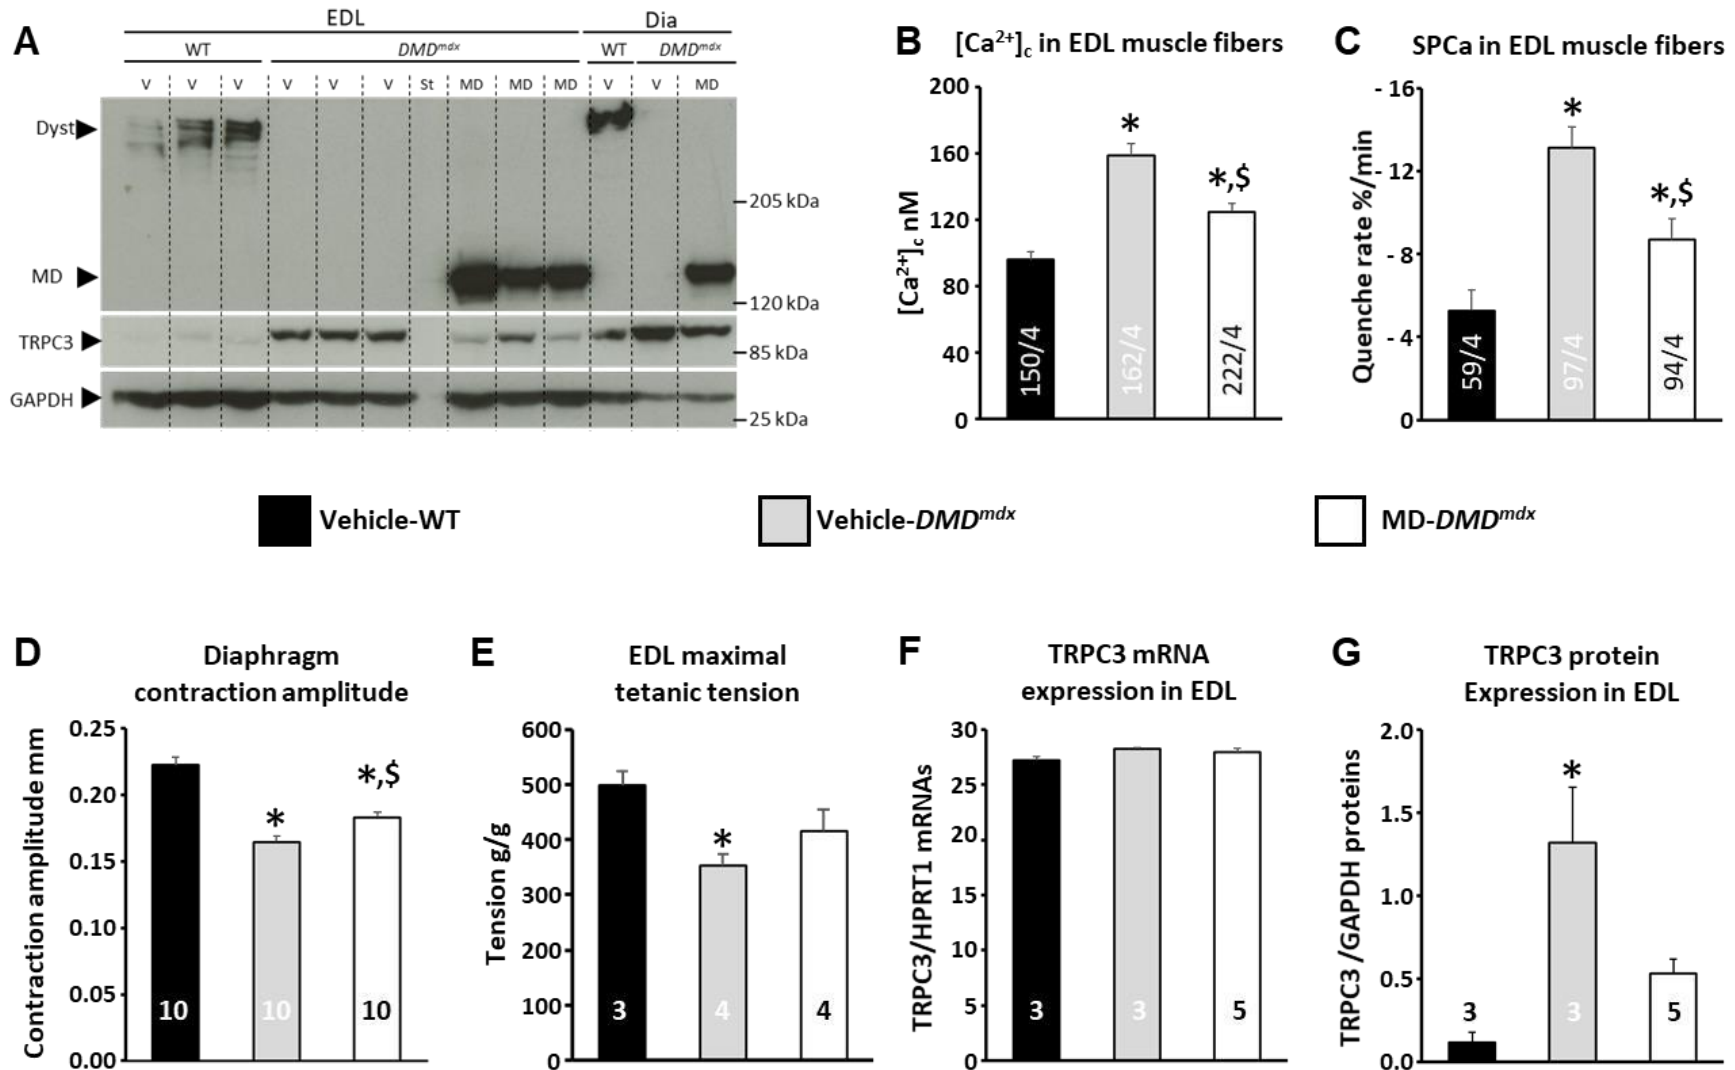 A
EDL
Dia
WT
DMDmdx
WT
DMDmdx
V
V
V
V
V
V
St
MD
MD
MD
V
V
MD
Dyst
205 kDa
MD
120 kDa
TRPC3
85 kDa
GAPDH
25 kDa
B
[Ca2+]c in EDL muscle fibers
[Ca2+]c nM
200
160
120
80
40
0
*
*,$
150/4
162/4
222/4
C
SPCa in EDL muscle fibers
Quenche rate %/min
- 16
- 12
- 8
- 4
0
*
*,$
59/4
97/4
94/4
Vehicle-WT
Vehicle-DMDmdx
MD-DMDmdx
D
Diaphragm
contraction amplitude
Contraction amplitude mm
0.25
0.20
0.15
0.10
0.05
0.00
*
*,$
10
10
10
E
EDL maximal
tetanic tension
Tension g/g
600
500
400
300
200
100
0
*
3
4
4
F
TRPC3 mRNA
expression in EDL
TRPC3/HPRT1 mRNAs
30
25
20
15
10
5
0
3
3
5
G
TRPC3 protein
Expression in EDL
TRPC3 /GAPDH proteins
2.0
1.5
1.0
0.5
0.0
*
3
3
5